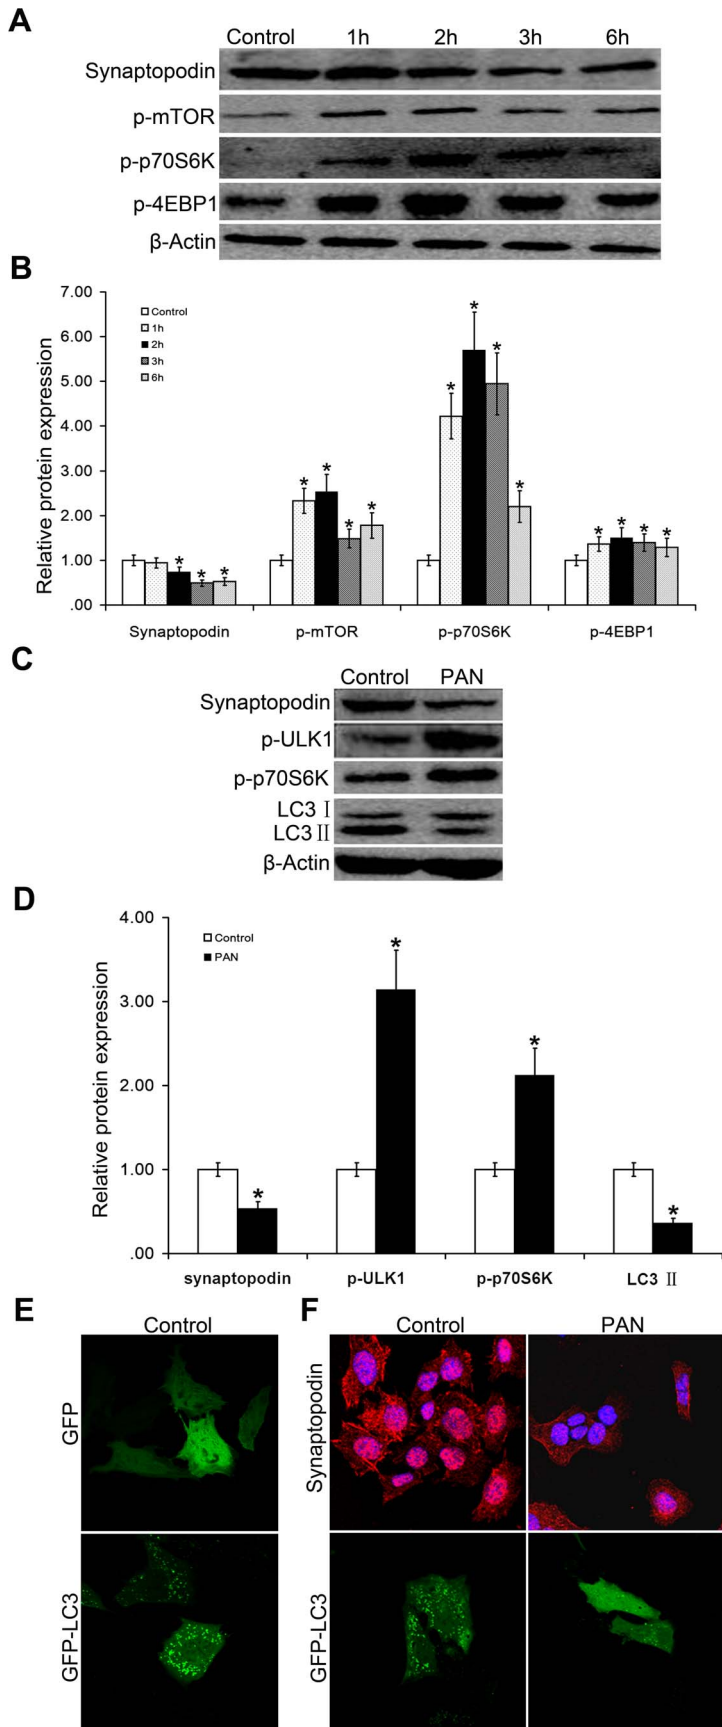 A
Control 1h 2h 3h 6h
Synaptopodin
p-mTOR
p-p70S6K
p-4EBP1
β-Actin
B
Relative protein expression
7.00
6.00
5.00
4.00
3.00
2.00
1.00
.00
Control
1h
2h
3h
6h
* * *
* * * *
* * * *
* * * *
Synaptopodin p-mTOR p-p70S6K p-4EBP1
C
Control PAN
Synaptopodin
p-ULK1
p-p70S6K
LC3 Ⅰ
LC3 Ⅱ
β-Actin
D
Relative protein expression
4.00
3.00
2.00
1.00
.00
Control
PAN
* * * *
synaptopodin p-ULK1 p-p70S6K LC3 Ⅱ
E
Control
GFP
GFP-LC3
F
Control PAN
Synaptopodin
GFP-LC3